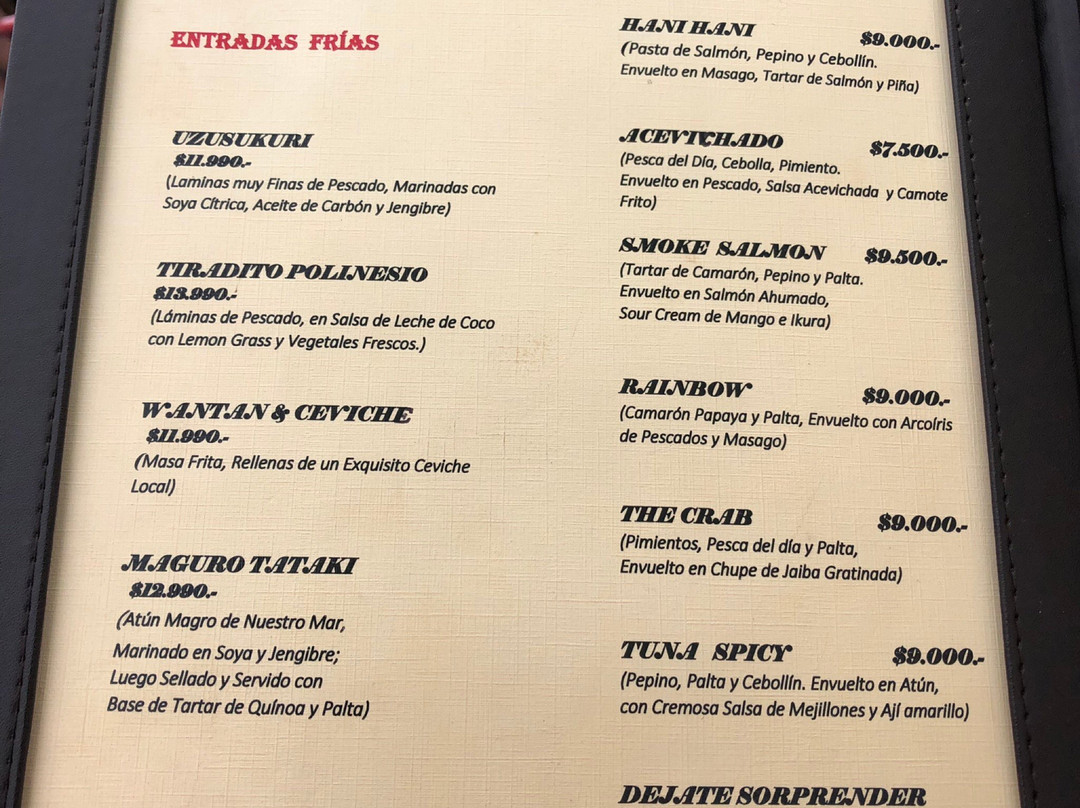 ENTRADAS FRÍAS
UZUSUKURI
$11.990.-
(Laminas muy Finas de Pescado, Marinadas con
Soya Cítrica, Aceite de Carbón y Jengibre)
TIRADITO POLINESIO
$13.990.-
(Láminas de Pescado, en Salsa de Leche de Coco
con Lemon Grass y Vegetales Frescos.)
WANTAN & CEVICHE
$11.990.-
(Masa Frita, Rellenas de un Exquisito Ceviche
Local)
MAGURO TATAKI
$12.990.-
(Atún Magro de Nuestro Mar,
Marinado en Soya y Jengibre;
Luego Sellado y Servido con
Base de Tartar de Quínoa y Palta)
HANI HANI $9.000.-
(Pasta de Salmón, Pepino y Cebollín.
Envuelto en Masago, Tartar de Salmón y Piña)
ACEVICHADO $7.500.-
(Pesca del Día, Cebolla, Pimiento.
Envuelto en Pescado, Salsa Acevichada y Camote
Frito)
SMOKE SALMON $9.500.-
(Tartar de Camarón, Pepino y Palta.
Envuelto en Salmón Ahumado,
Sour Cream de Mango e Ikura)
RAINBOW $9.000.-
(Camarón Papaya y Palta, Envuelto con Arcoíris
de Pescados y Masago)
THE CRAB $9.000.-
(Pimientos, Pesca del día y Palta,
Envuelto en Chupe de Jaiba Gratinada)
TUNA SPICY $9.000.-
(Pepino, Palta y Cebollín. Envuelto en Atún,
con Cremosa Salsa de Mejillones y Ají amarillo)
DEJATE SORPRENDER